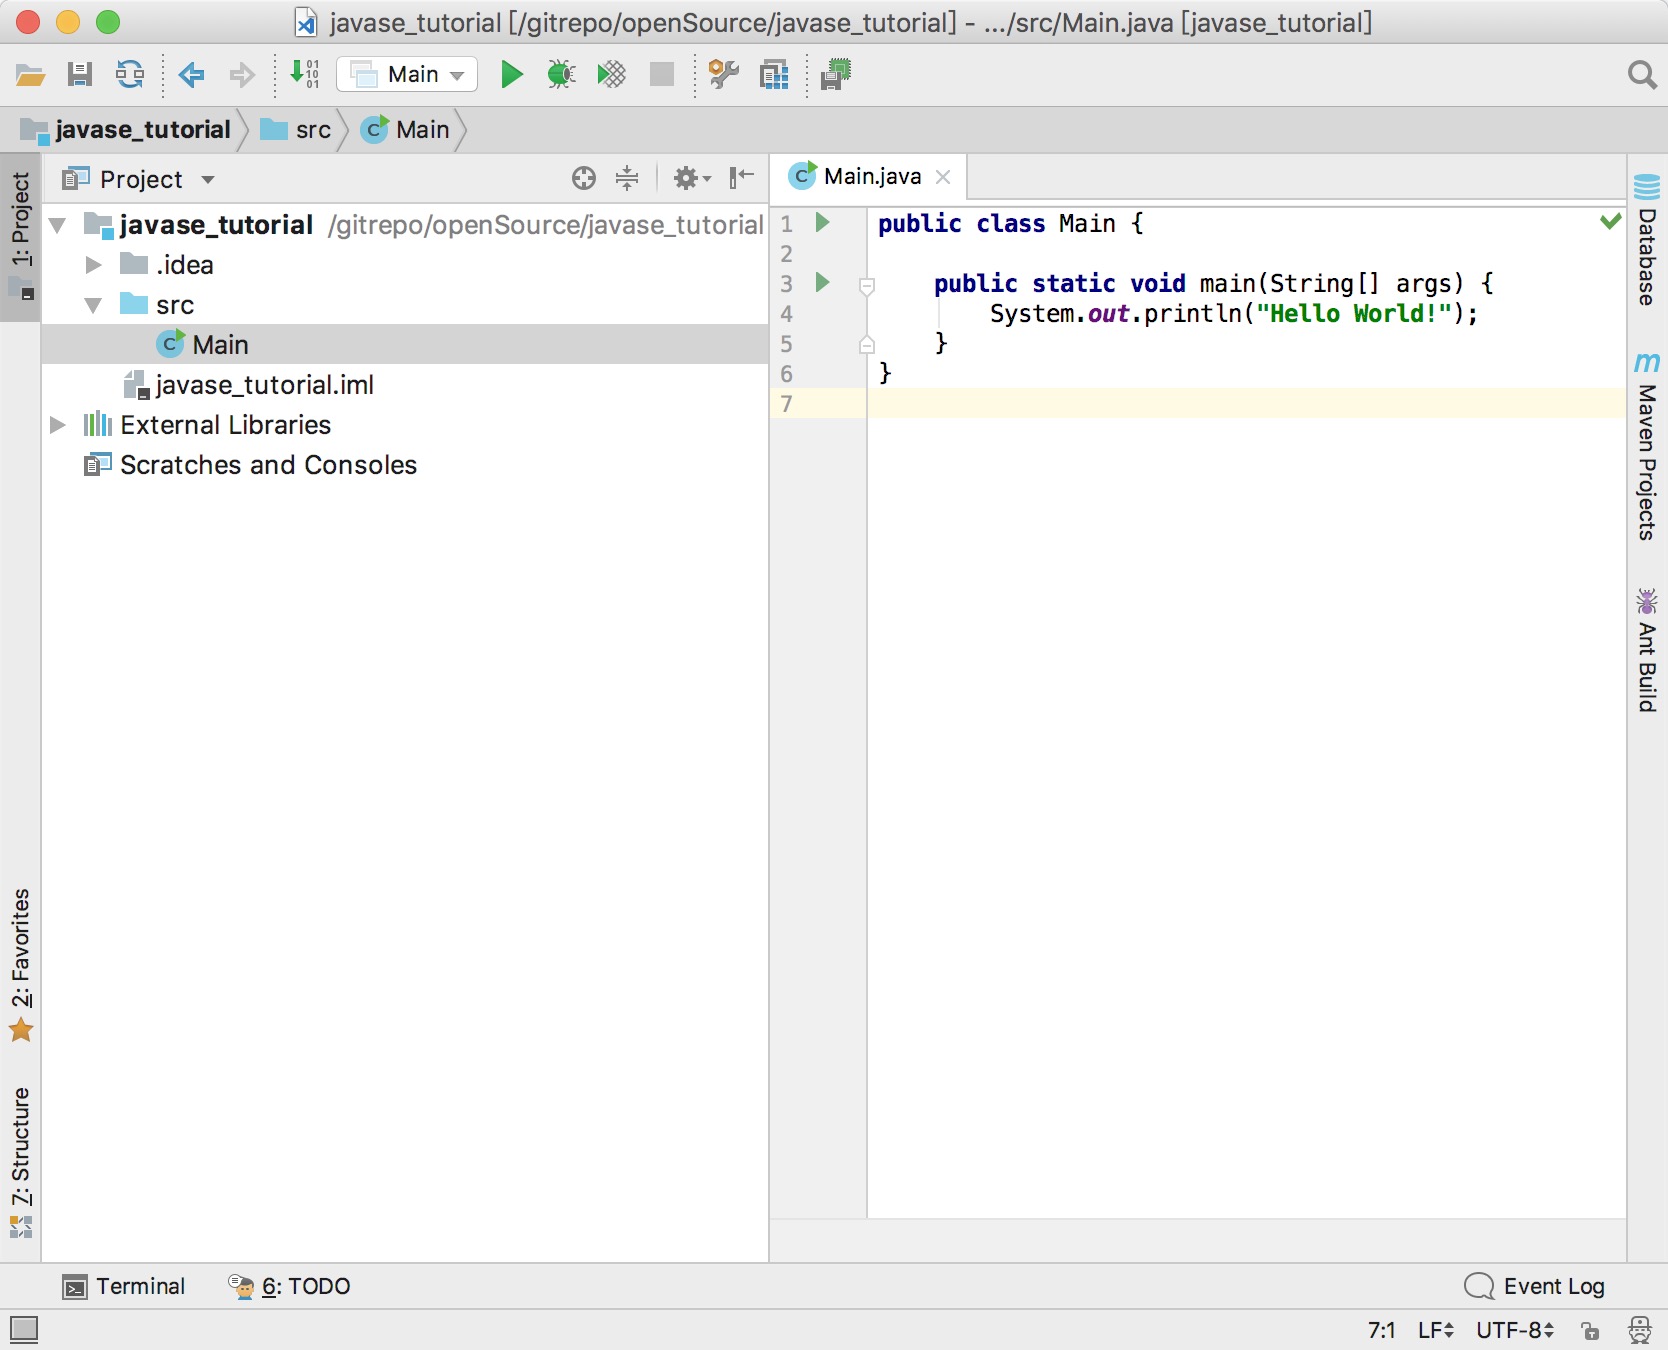 javase_tutorial [/gitrepo/openSource/javase_tutorial] - .../src/Main.java [javase_tutorial]
Main
javase_tutorial src Main
1: Project
Project
javase_tutorial /gitrepo/openSource/javase_tutorial
.idea
src
Main
javase_tutorial.iml
External Libraries
Scratches and Consoles
2: Favorites
7: Structure
Main.java
1 public class Main {
2
3 public static void main(String[] args) {
4 System.out.println("Hello World!");
5 }
6 }
7
Database
Maven Projects
Ant Build
Terminal
6: TODO
Event Log
7:1 LF UTF-8